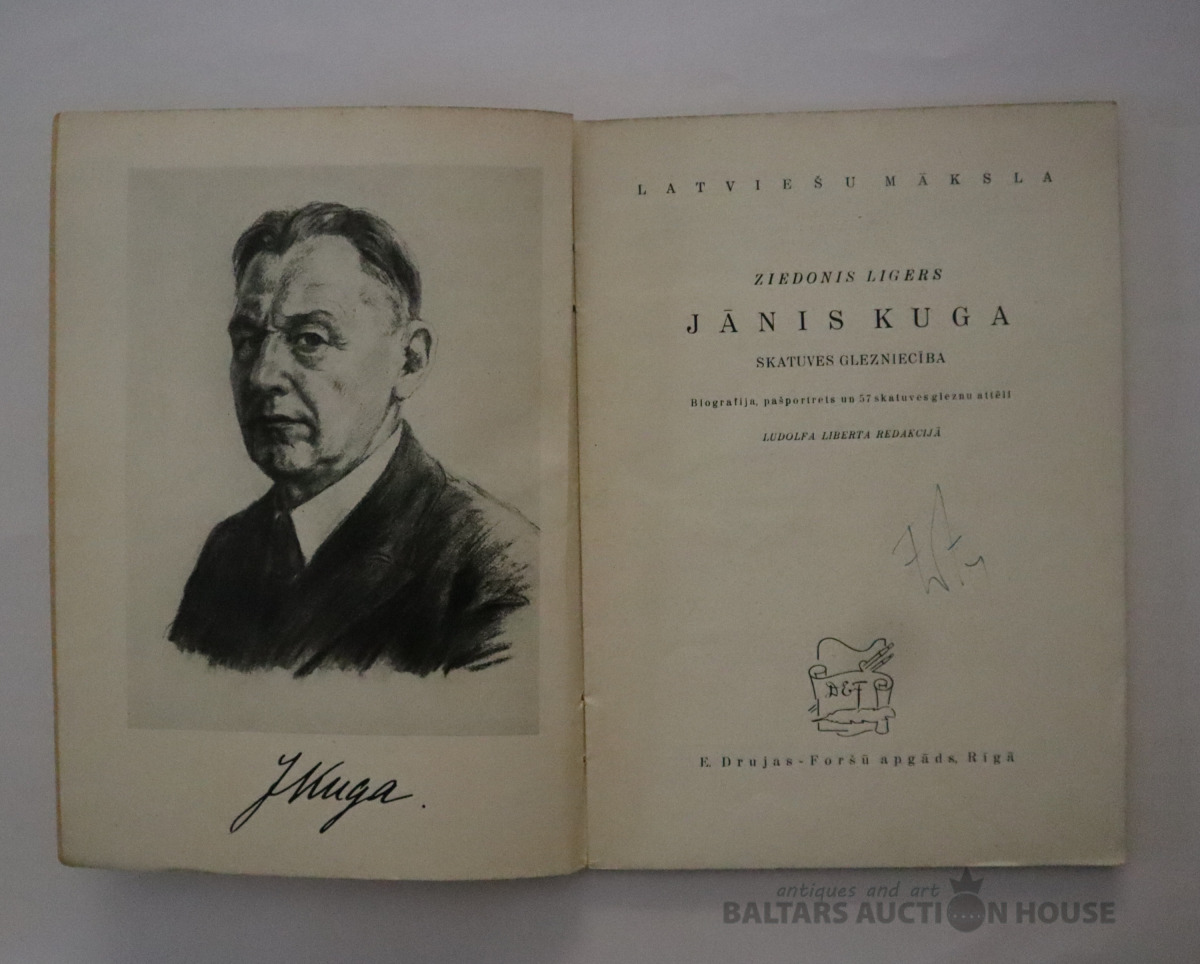 J Kuga.
LATVIEŠU MĀKSLA
ZIEDONIS LIGERS
JĀNIS KUGA
SKATUVES GLEZNIECĪBA
Biografija, pašportrets un 57 skatuves gleznu attēli
LUDOLFA LIBERTA REDAKCIJĀ
D&F
E. Drujas-Foršū apgāds, Rīgā
antiques and art
BALTARS AUCTION HOUSE